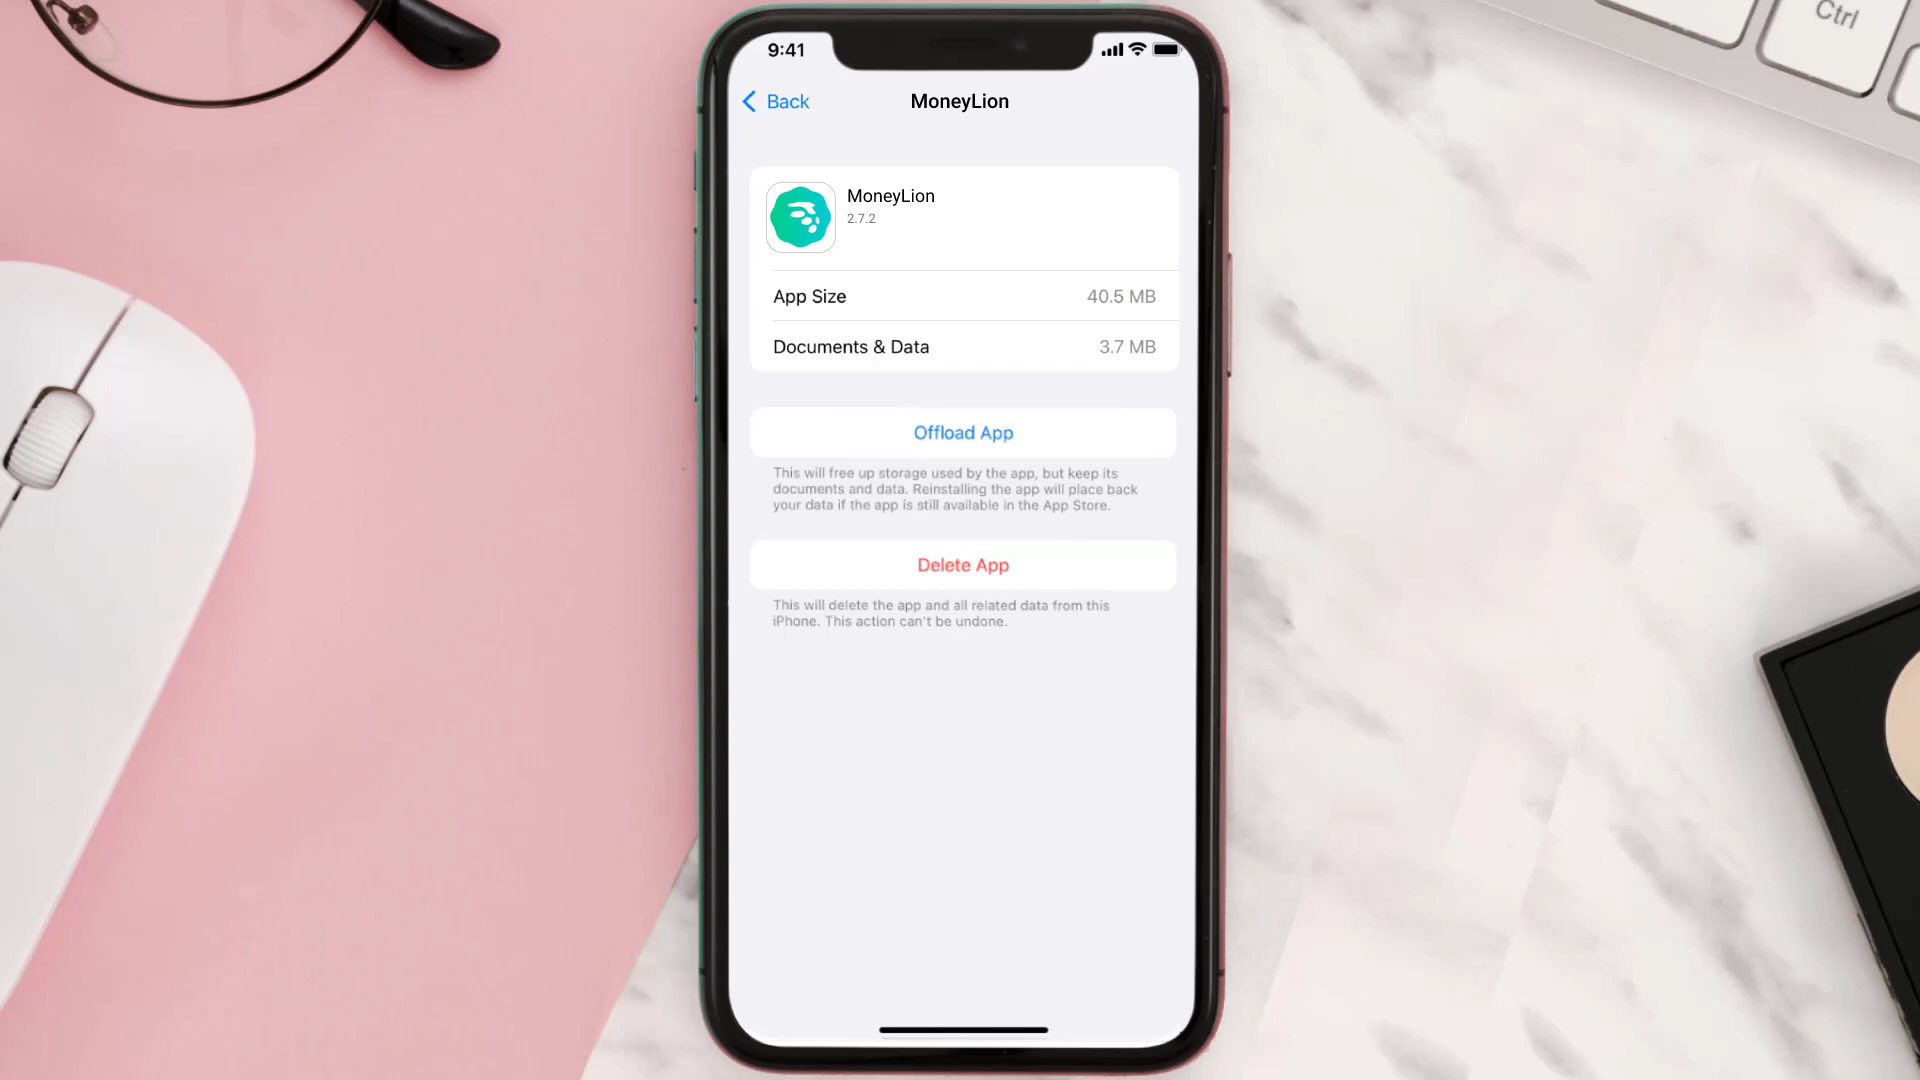 Ctrl
9:41
Back
MoneyLion
MoneyLion
2.7.2
App Size 40.5 MB
Documents & Data 3.7 MB
Offload App
This will free up storage used by the app, but keep its
documents and data. Reinstalling the app will place back
your data if the app is still available in the App Store.
Delete App
This will delete the app and all related data from this
iPhone. This action can't be undone.